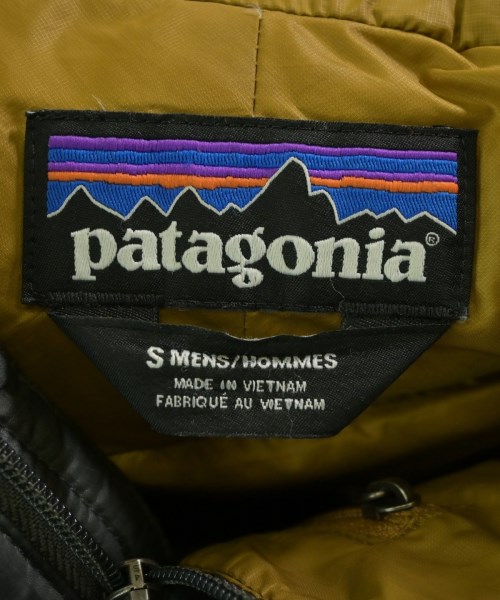 patagonia®
S MENS/HOMMES
MADE IN VIETNAM
FABRIQUÉ AU VIETNAM